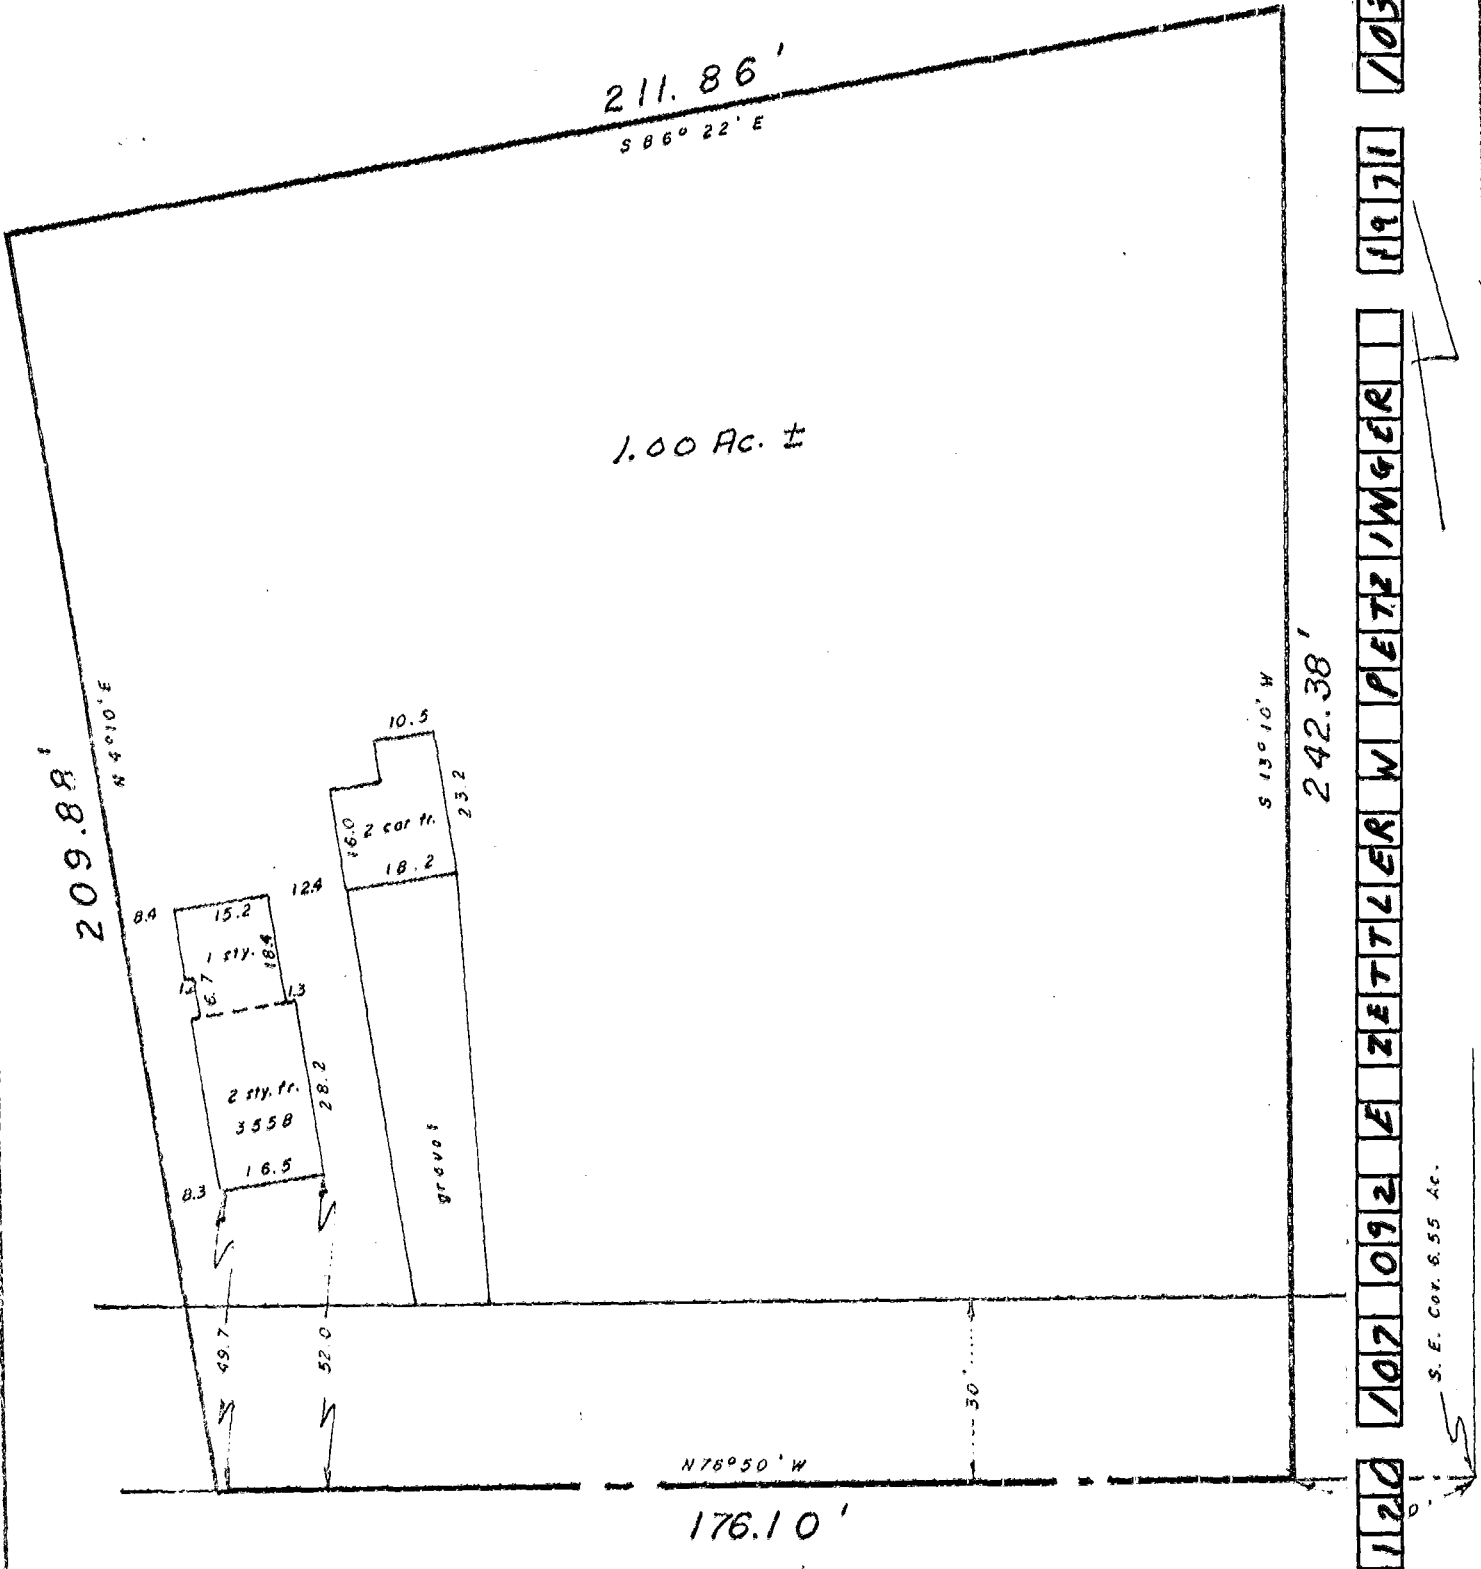 211.86'
S 86° 22' E
1.00 Ac. ±
209.88'
N 4°10' E
S 13°10' W
242.38'
10.5
23.2
16.0
2 car fr.
18.2
12.4
8.4
15.2
1 sty.
18.4
6.7
1.3
2 sty. fr.
3558
28.2
16.5
8.3
gravel
49.7
52.0
30'
N76°50' W
176.10'
120 107 092 E ZETTLER W PETZINGER 1971 103
S. E. Cor. 6.55 Ac.